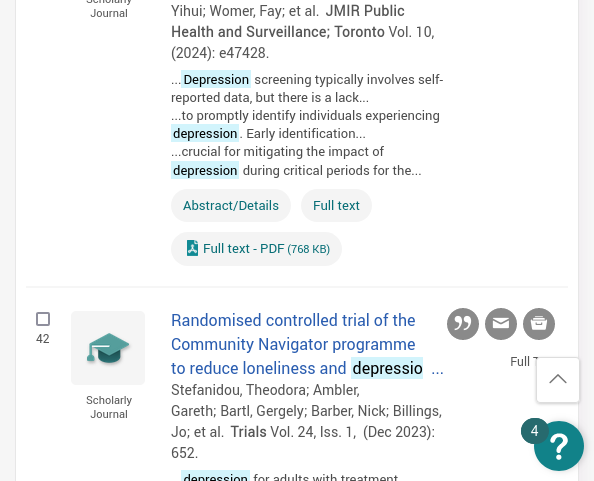 Scholarly
Journal
Yihui; Womer, Fay; et al. JMIR Public
Health and Surveillance; Toronto Vol. 10,
(2024): e47428.
...Depression screening typically involves self-
reported data, but there is a lack...
...to promptly identify individuals experiencing
depression. Early identification...
...crucial for mitigating the impact of
depression during critical periods for the...
Abstract/Details
Full text
Full text - PDF (768 KB)
42
Scholarly
Journal
Randomised controlled trial of the
Community Navigator programme
to reduce loneliness and depressio ...
Stefanidou, Theodora; Ambler,
Gareth; Bartl, Gergely; Barber, Nick; Billings,
Jo; et al. Trials Vol. 24, Iss. 1, (Dec 2023):
652.
depression for adults with treatment
Full
4
?